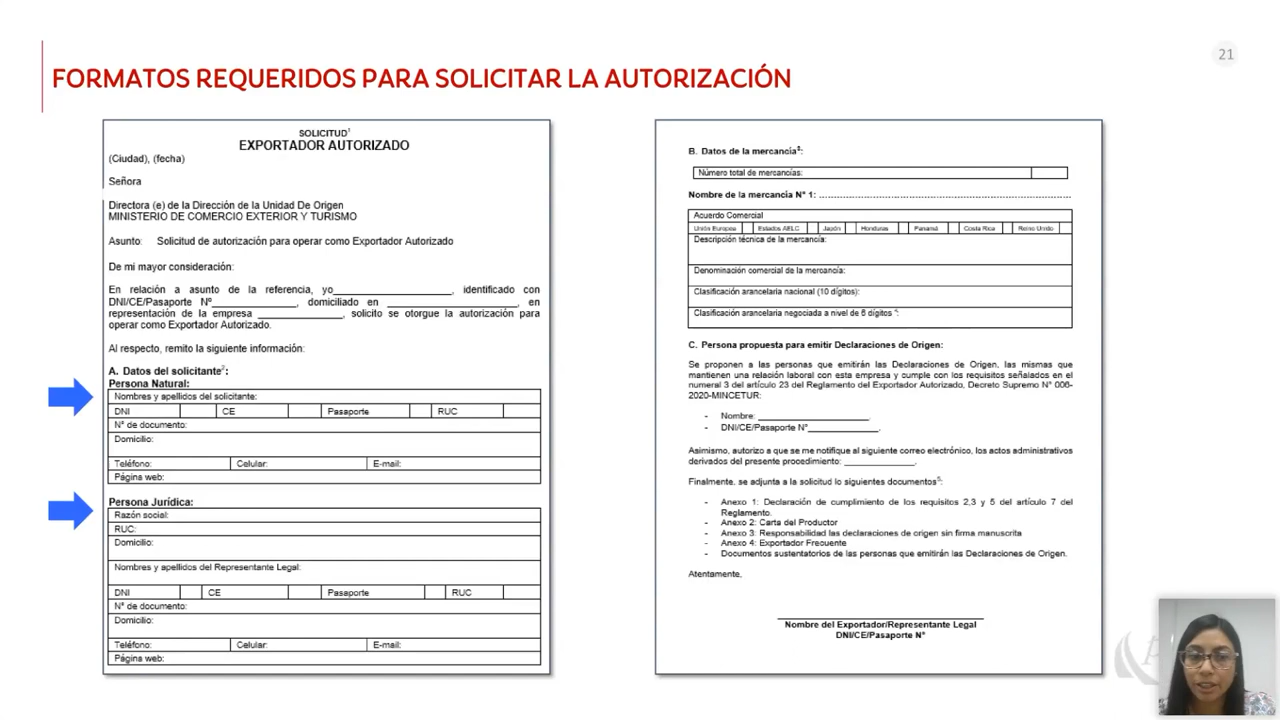 21
FORMATOS REQUERIDOS PARA SOLICITAR LA AUTORIZACIÓN
SOLICITUD¹
EXPORTADOR AUTORIZADO
(Ciudad), (fecha)
Señora
Directora (e) de la Dirección de la Unidad De Origen
MINISTERIO DE COMERCIO EXTERIOR Y TURISMO
Asunto: Solicitud de autorización para operar como Exportador Autorizado
De mi mayor consideración:
En relación a asunto de la referencia, yo____________________, identificado con
DNI/CE/Pasaporte Nº______________, domiciliado en ______________________, en
representación de la empresa ______________, solicito se otorgue la autorización para
operar como Exportador Autorizado.
Al respecto, remito la siguiente información:
A. Datos del solicitante²:
Persona Natural:
Nombres y apellidos del solicitante:
DNI CE Pasaporte RUC
N° de documento:
Domicilio:
Teléfono: Celular: E-mail:
Página web:
Persona Jurídica:
Razón social:
RUC:
Domicilio:
Nombres y apellidos del Representante Legal:
DNI CE Pasaporte RUC
N° de documento:
Domicilio:
Teléfono: Celular: E-mail:
Página web:
B. Datos de la mercancía³:
Número total de mercancías:
Nombre de la mercancía N° 1: ....................................................................
Acuerdo Comercial
Unión Europea Estados AELC Japón Honduras Panamá Costa Rica Reino Unido
Descripción técnica de la mercancía:
Denominación comercial de la mercancía:
Clasificación arancelaria nacional (10 dígitos):
Clasificación arancelaria negociada a nivel de 6 dígitos ⁴:
C. Persona propuesta para emitir Declaraciones de Origen:
Se proponen a las personas que emitirán las Declaraciones de Origen, las mismas que
mantienen una relación laboral con esta empresa y cumple con los requisitos señalados en el
numeral 3 del artículo 23 del Reglamento del Exportador Autorizado, Decreto Supremo N° 006-
2020-MINCETUR:
- Nombre: ____________________.
- DNI/CE/Pasaporte N°_____________.
Asimismo, autorizo a que se me notifique al siguiente correo electrónico, los actos administrativos
derivados del presente procedimiento: _____________.
Finalmente, se adjunta a la solicitud lo siguientes documentos⁵:
- Anexo 1: Declaración de cumplimiento de los requisitos 2,3 y 5 del artículo 7 del
Reglamento.
- Anexo 2: Carta del Productor
- Anexo 3: Responsabilidad las declaraciones de origen sin firma manuscrita
- Anexo 4: Exportador Frecuente
- Documentos sustentatorios de las personas que emitirán las Declaraciones de Origen.
Atentamente,
Nombre del Exportador/Representante Legal
DNI/CE/Pasaporte N°